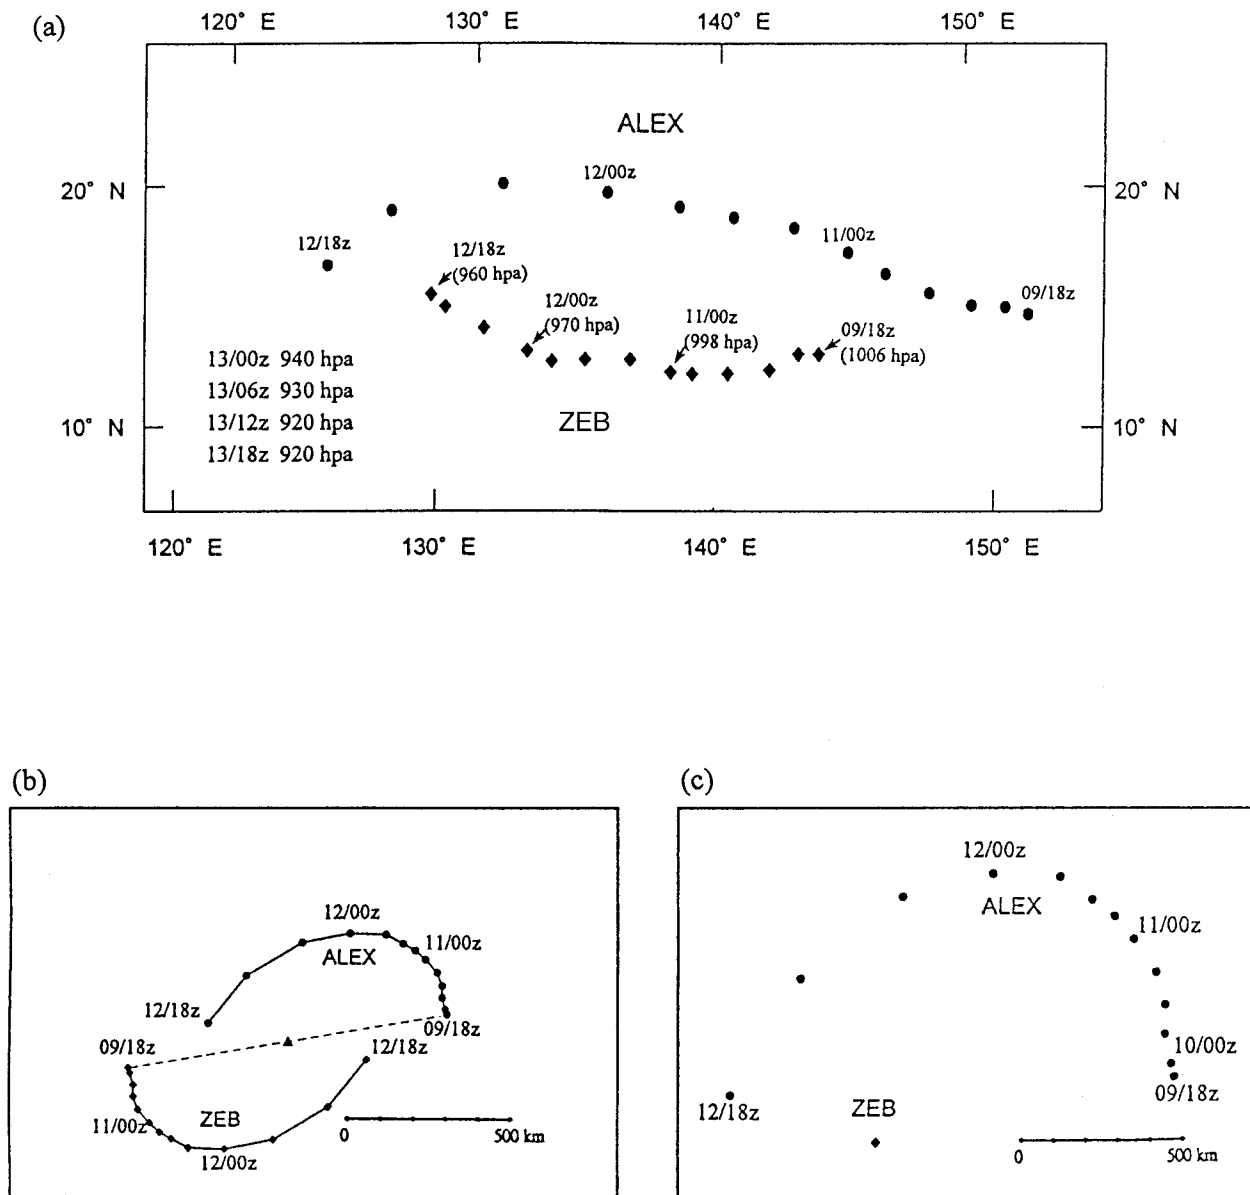 (a)
120° E 130° E 140° E 150° E
ALEX
20° N
20° N
12/00z
12/18z
11/00z
09/18z
12/18z
(960 hpa)
12/00z
(970 hpa)
11/00z
(998 hpa)
09/18z
(1006 hpa)
13/00z 940 hpa
13/06z 930 hpa
13/12z 920 hpa
13/18z 920 hpa
ZEB
10° N
10° N
120° E 130° E 140° E 150° E
(b)
12/00z
ALEX
11/00z
12/18z
09/18z
09/18z
12/18z
ZEB
11/00z
12/00z
0 500 km
(c)
12/00z
ALEX
11/00z
10/00z
09/18z
12/18z
ZEB
0 500 km